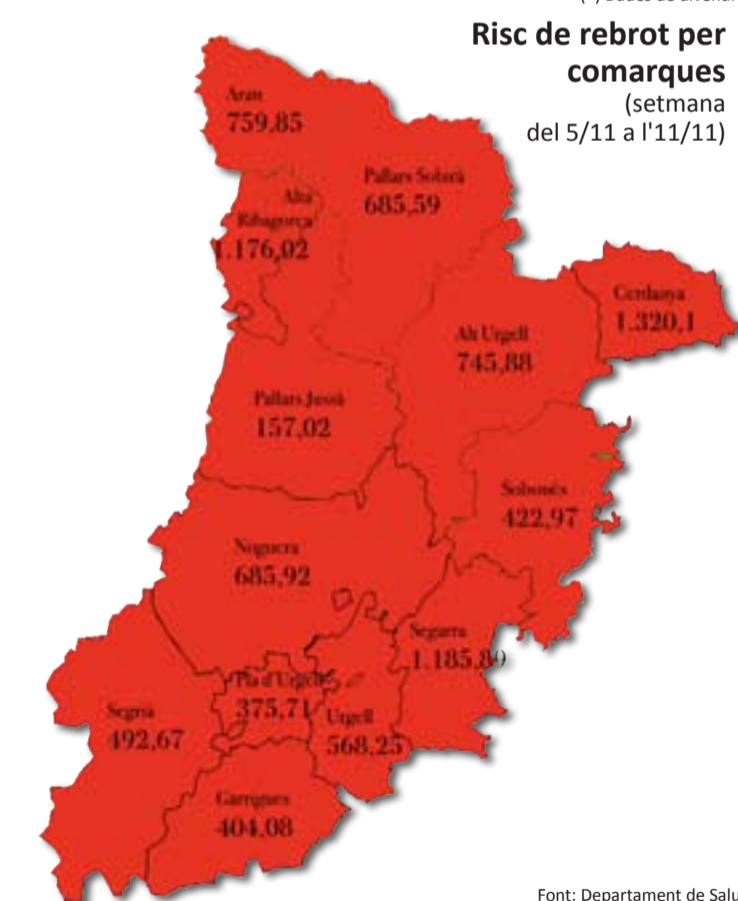 Risc de rebrot per
comarques
(setmana
del 5/11 a l'11/11)
Aran
759,85
Pallars Sobirà
685,59
Alta
Ribagorça
1.176,02
Cerdanya
1.320,1
Alt Urgell
745,88
Pallars Jussà
157,02
Solsonès
422,97
Noguera
685,92
Segarra
1.185,89
Pla d'Urgell
375,71
Urgell
568,25
Segrià
492,67
Garrigues
404,08
Font: Departament de Salu